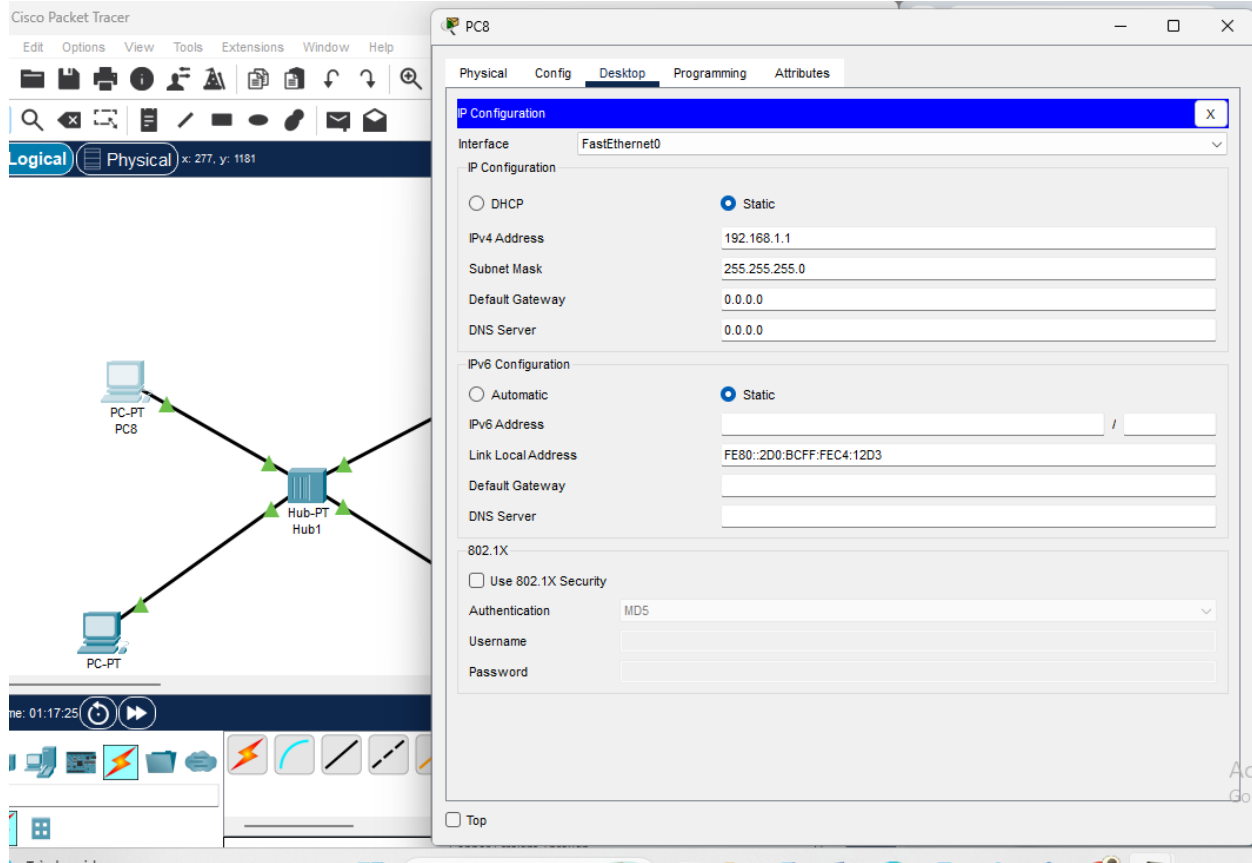 Cisco Packet Tracer
Edit Options View Tools Extensions Window Help
Logical Physical x: 277, y: 1181
PC-PT
PC8
Hub-PT
Hub1
PC-PT
me: 01:17:25
PC8
Physical Config Desktop Programming Attributes
IP Configuration X
Interface FastEthernet0
IP Configuration
DHCP Static
IPv4 Address 192.168.1.1
Subnet Mask 255.255.255.0
Default Gateway 0.0.0.0
DNS Server 0.0.0.0
IPv6 Configuration
Automatic Static
IPv6 Address /
Link Local Address FE80::2D0:BCFF:FEC4:12D3
Default Gateway
DNS Server
802.1X
Use 802.1X Security
Authentication MD5
Username
Password
Top
Ac
Go